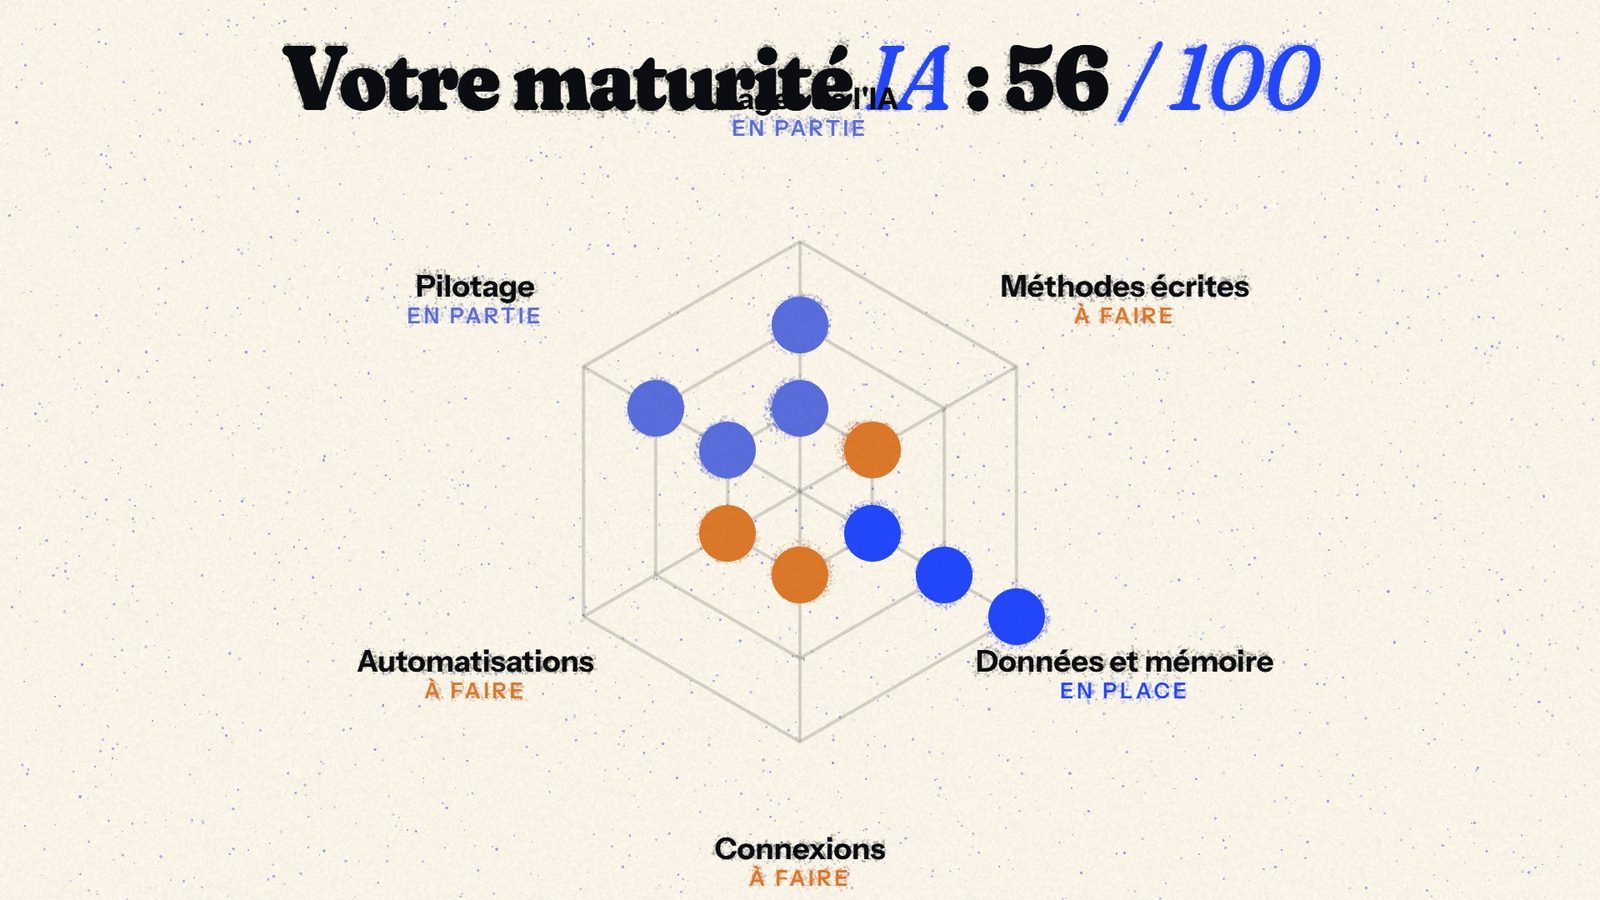 Votre maturité IA : 56 / 100
l'IA
EN PARTIE
Pilotage
EN PARTIE
Méthodes écrites
À FAIRE
Automatisations
À FAIRE
Données et mémoire
EN PLACE
Connexions
À FAIRE